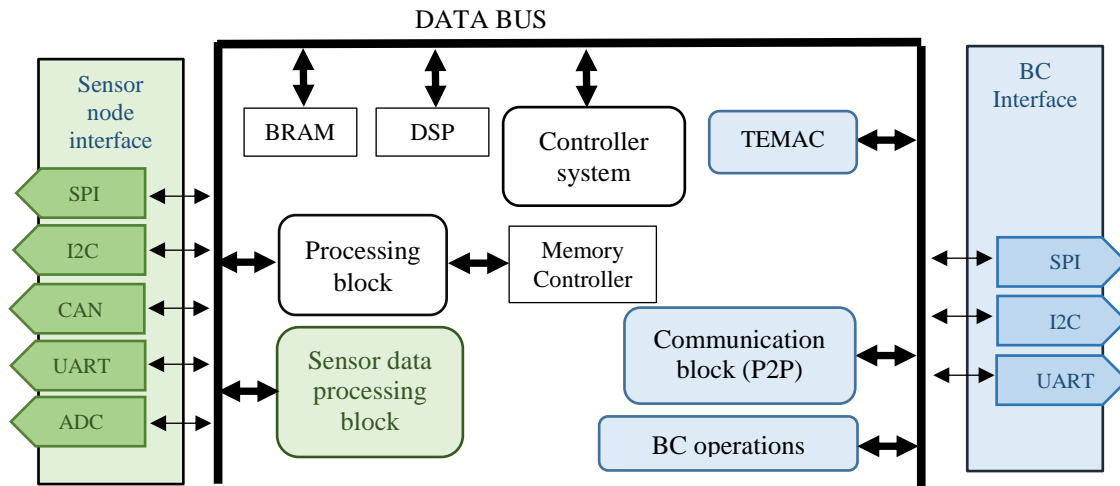 DATA BUS
Sensor
node
interface
SPI
I2C
CAN
UART
ADC
BRAM
DSP
Controller
system
TEMAC
Processing
block
Memory
Controller
Sensor data
processing
block
Communication
block (P2P)
BC operations
BC
Interface
SPI
I2C
UART